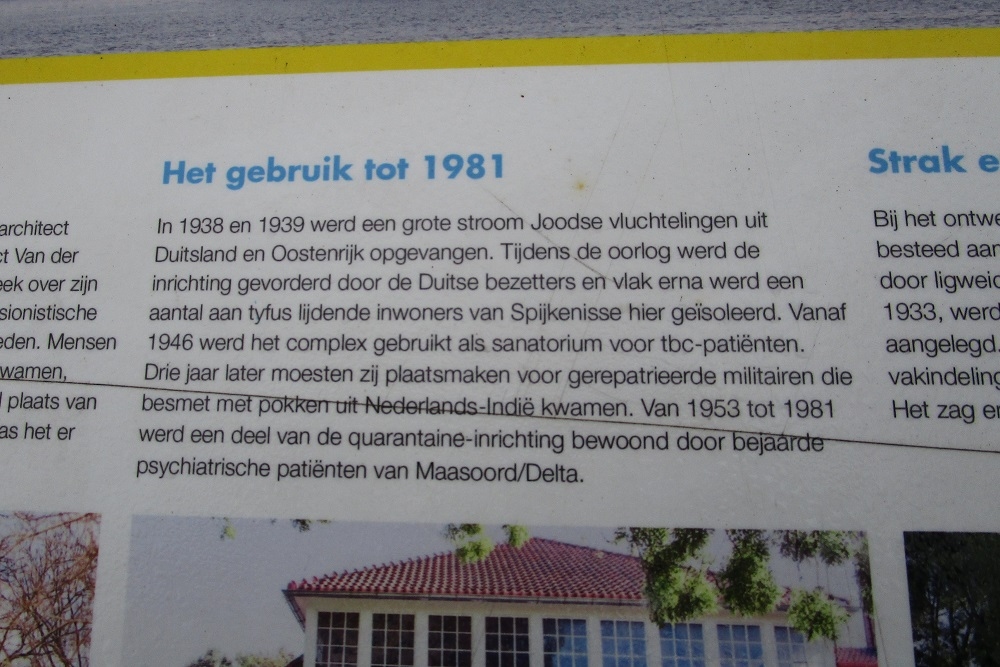 architect
ct Van der
eek over zijn
sionistische
eden. Mensen
wamen,
l plaats van
as het er
Het gebruik tot 1981
In 1938 en 1939 werd een grote stroom Joodse vluchtelingen uit
Duitsland en Oostenrijk opgevangen. Tijdens de oorlog werd de
inrichting gevorderd door de Duitse bezetters en vlak erna werd een
aantal aan tyfus lijdende inwoners van Spijkenisse hier geïsoleerd. Vanaf
1946 werd het complex gebruikt als sanatorium voor tbc-patiënten.
Drie jaar later moesten zij plaatsmaken voor gerepatrieerde militairen die
besmet met pokken uit Nederlands-Indië kwamen. Van 1953 tot 1981
werd een deel van de quarantaine-inrichting bewoond door bejaarde
psychiatrische patiënten van Maasoord/Delta.
Strak e
Bij het ontwe
besteed aan
door ligweid
1933, werd
aangelegd.
vakindeling
Het zag er